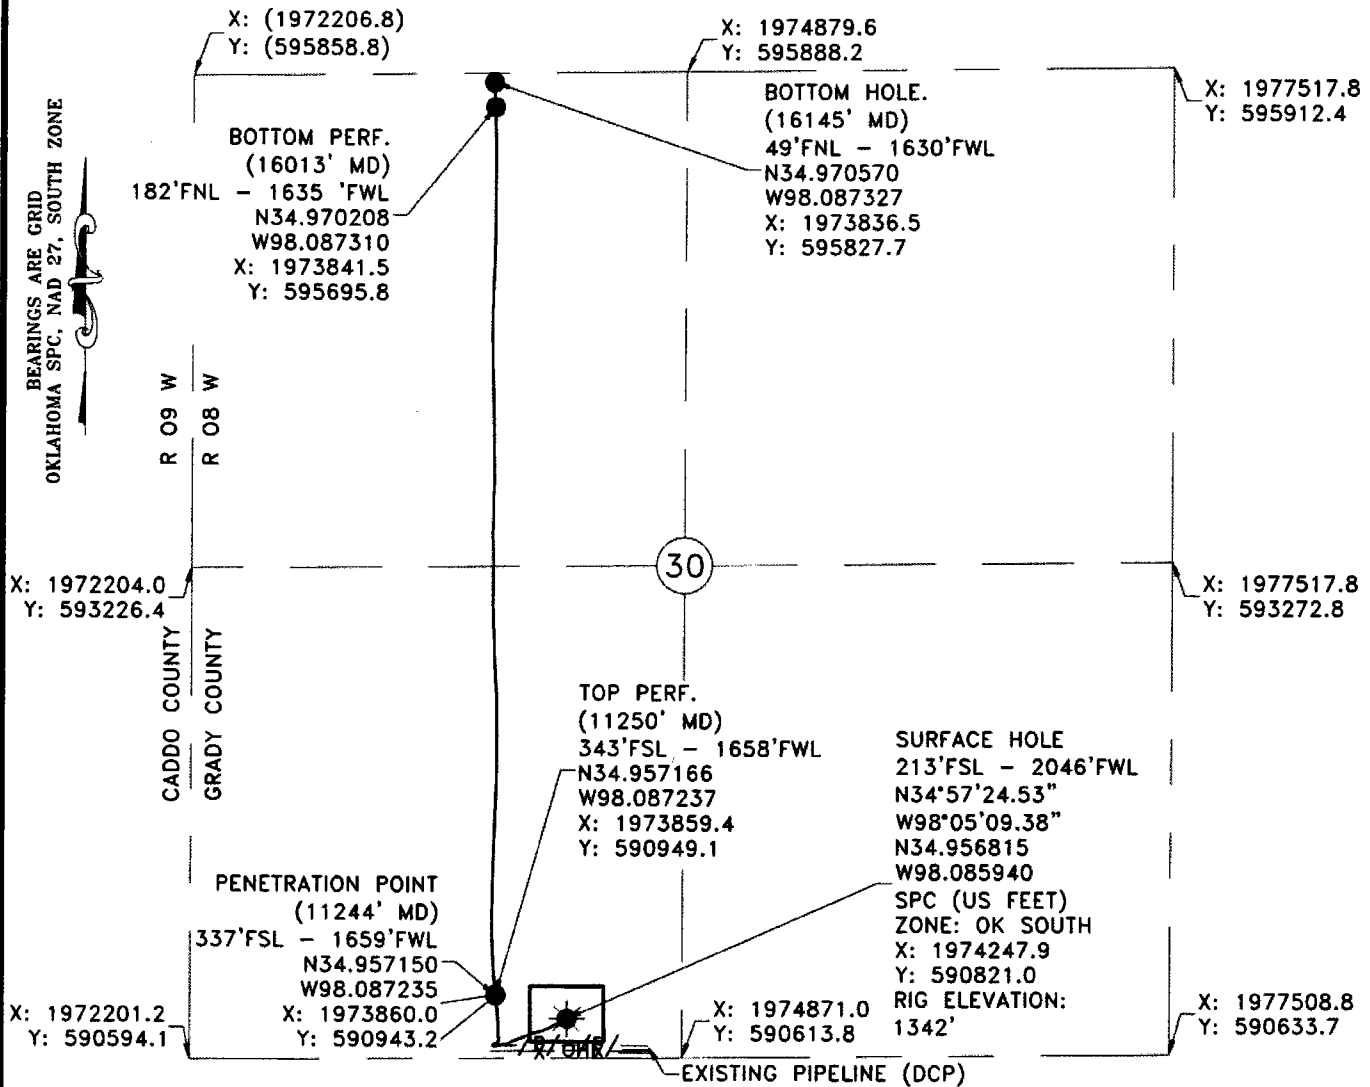 X: (1972206.8)
Y: (595858.8)
X: 1974879.6
Y: 595888.2
X: 1977517.8
Y: 595912.4
BEARINGS ARE GRID
OKLAHOMA SPC, NAD 27, SOUTH ZONE
BOTTOM PERF.
(16013' MD)
182'FNL – 1635 'FWL
N34.970208
W98.087310
X: 1973841.5
Y: 595695.8
BOTTOM HOLE.
(16145' MD)
49'FNL – 1630'FWL
N34.970570
W98.087327
X: 1973836.5
Y: 595827.7
R 09 W
R 08 W
30
X: 1972204.0
Y: 593226.4
X: 1977517.8
Y: 593272.8
CADDO COUNTY
GRADY COUNTY
TOP PERF.
(11250' MD)
343'FSL – 1658'FWL
N34.957166
W98.087237
X: 1973859.4
Y: 590949.1
SURFACE HOLE
213'FSL – 2046'FWL
N34°57'24.53"
W98°05'09.38"
N34.956815
W98.085940
SPC (US FEET)
ZONE: OK SOUTH
X: 1974247.9
Y: 590821.0
RIG ELEVATION:
1342'
PENETRATION POINT
(11244' MD)
337'FSL – 1659'FWL
N34.957150
W98.087235
X: 1973860.0
Y: 590943.2
X: 1972201.2
Y: 590594.1
X: 1974871.0
Y: 590613.8
X: 1977508.8
Y: 590633.7
EXISTING PIPELINE (DCP)